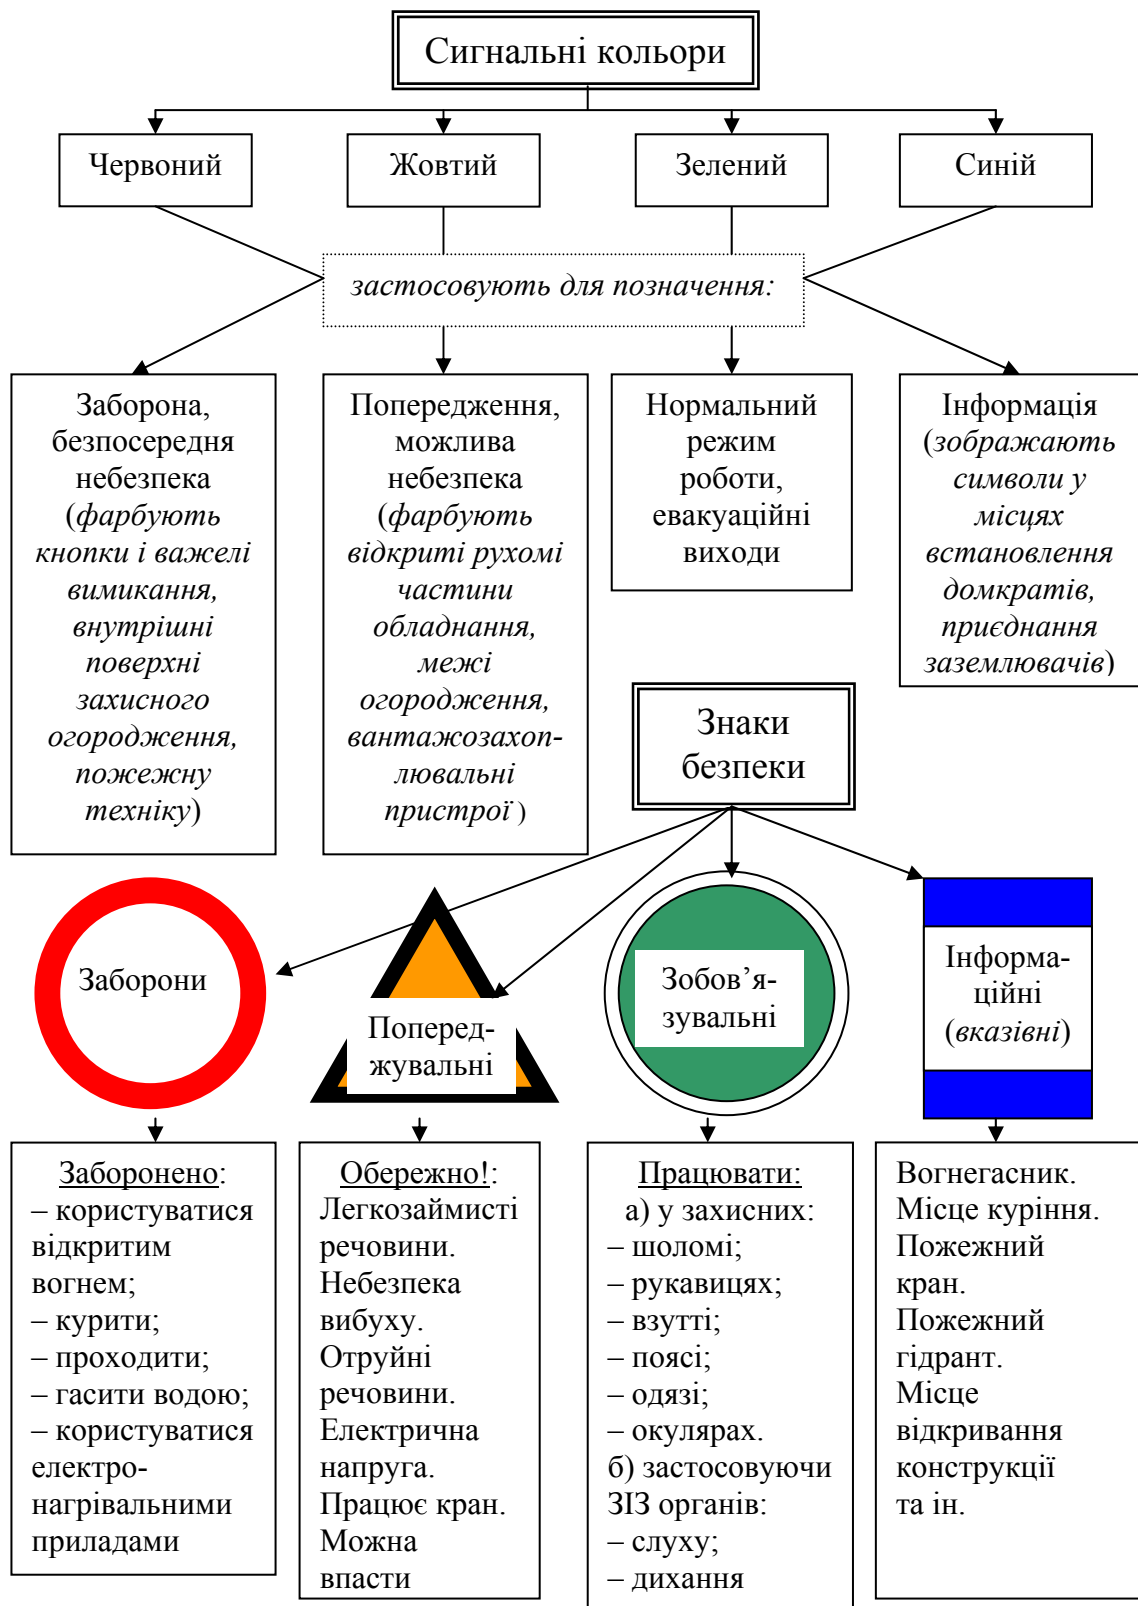 Сигнальні кольори
Червоний
Жовтий
Зелений
Синій
застосовують для позначення:
Заборона,
безпосередня
небезпека
(фарбують
кнопки і важелі
вимикання,
внутрішні
поверхні
захисного
огородження,
пожежну
техніку)
Попередження,
можлива
небезпека
(фарбують
відкриті рухомі
частини
обладнання,
межі
огородження,
вантажозахоп-
лювальні
пристрої )
Нормальний
режим
роботи,
евакуаційні
виходи
Інформація
(зображають
символи у
місцях
встановлення
домкратів,
приєднання
заземлювачів)
Знаки
безпеки
Заборони
Поперед-
жувальні
Зобов’я-
зувальні
Інформа-
ційні
(вказівні)
Заборонено:
– користуватися
відкритим
вогнем;
– курити;
– проходити;
– гасити водою;
– користуватися
електро-
нагрівальними
приладами
Обережно!:
Легкозаймисті
речовини.
Небезпека
вибуху.
Отруйні
речовини.
Електрична
напруга.
Працює кран.
Можна
впасти
Працювати:
а) у захисних:
– шоломі;
– рукавицях;
– взутті;
– поясі;
– одязі;
– окулярах.
б) застосовуючи
ЗІЗ органів:
– слуху;
– дихання
Вогнегасник.
Місце куріння.
Пожежний
кран.
Пожежний
гідрант.
Місце
відкривання
конструкції
та ін.